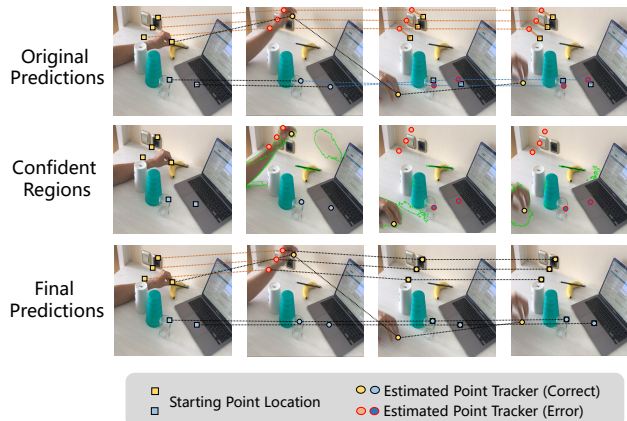 Original
Predictions
Confident
Regions
Final
Predictions
Starting Point Location
Estimated Point Tracker (Correct)
Estimated Point Tracker (Error)